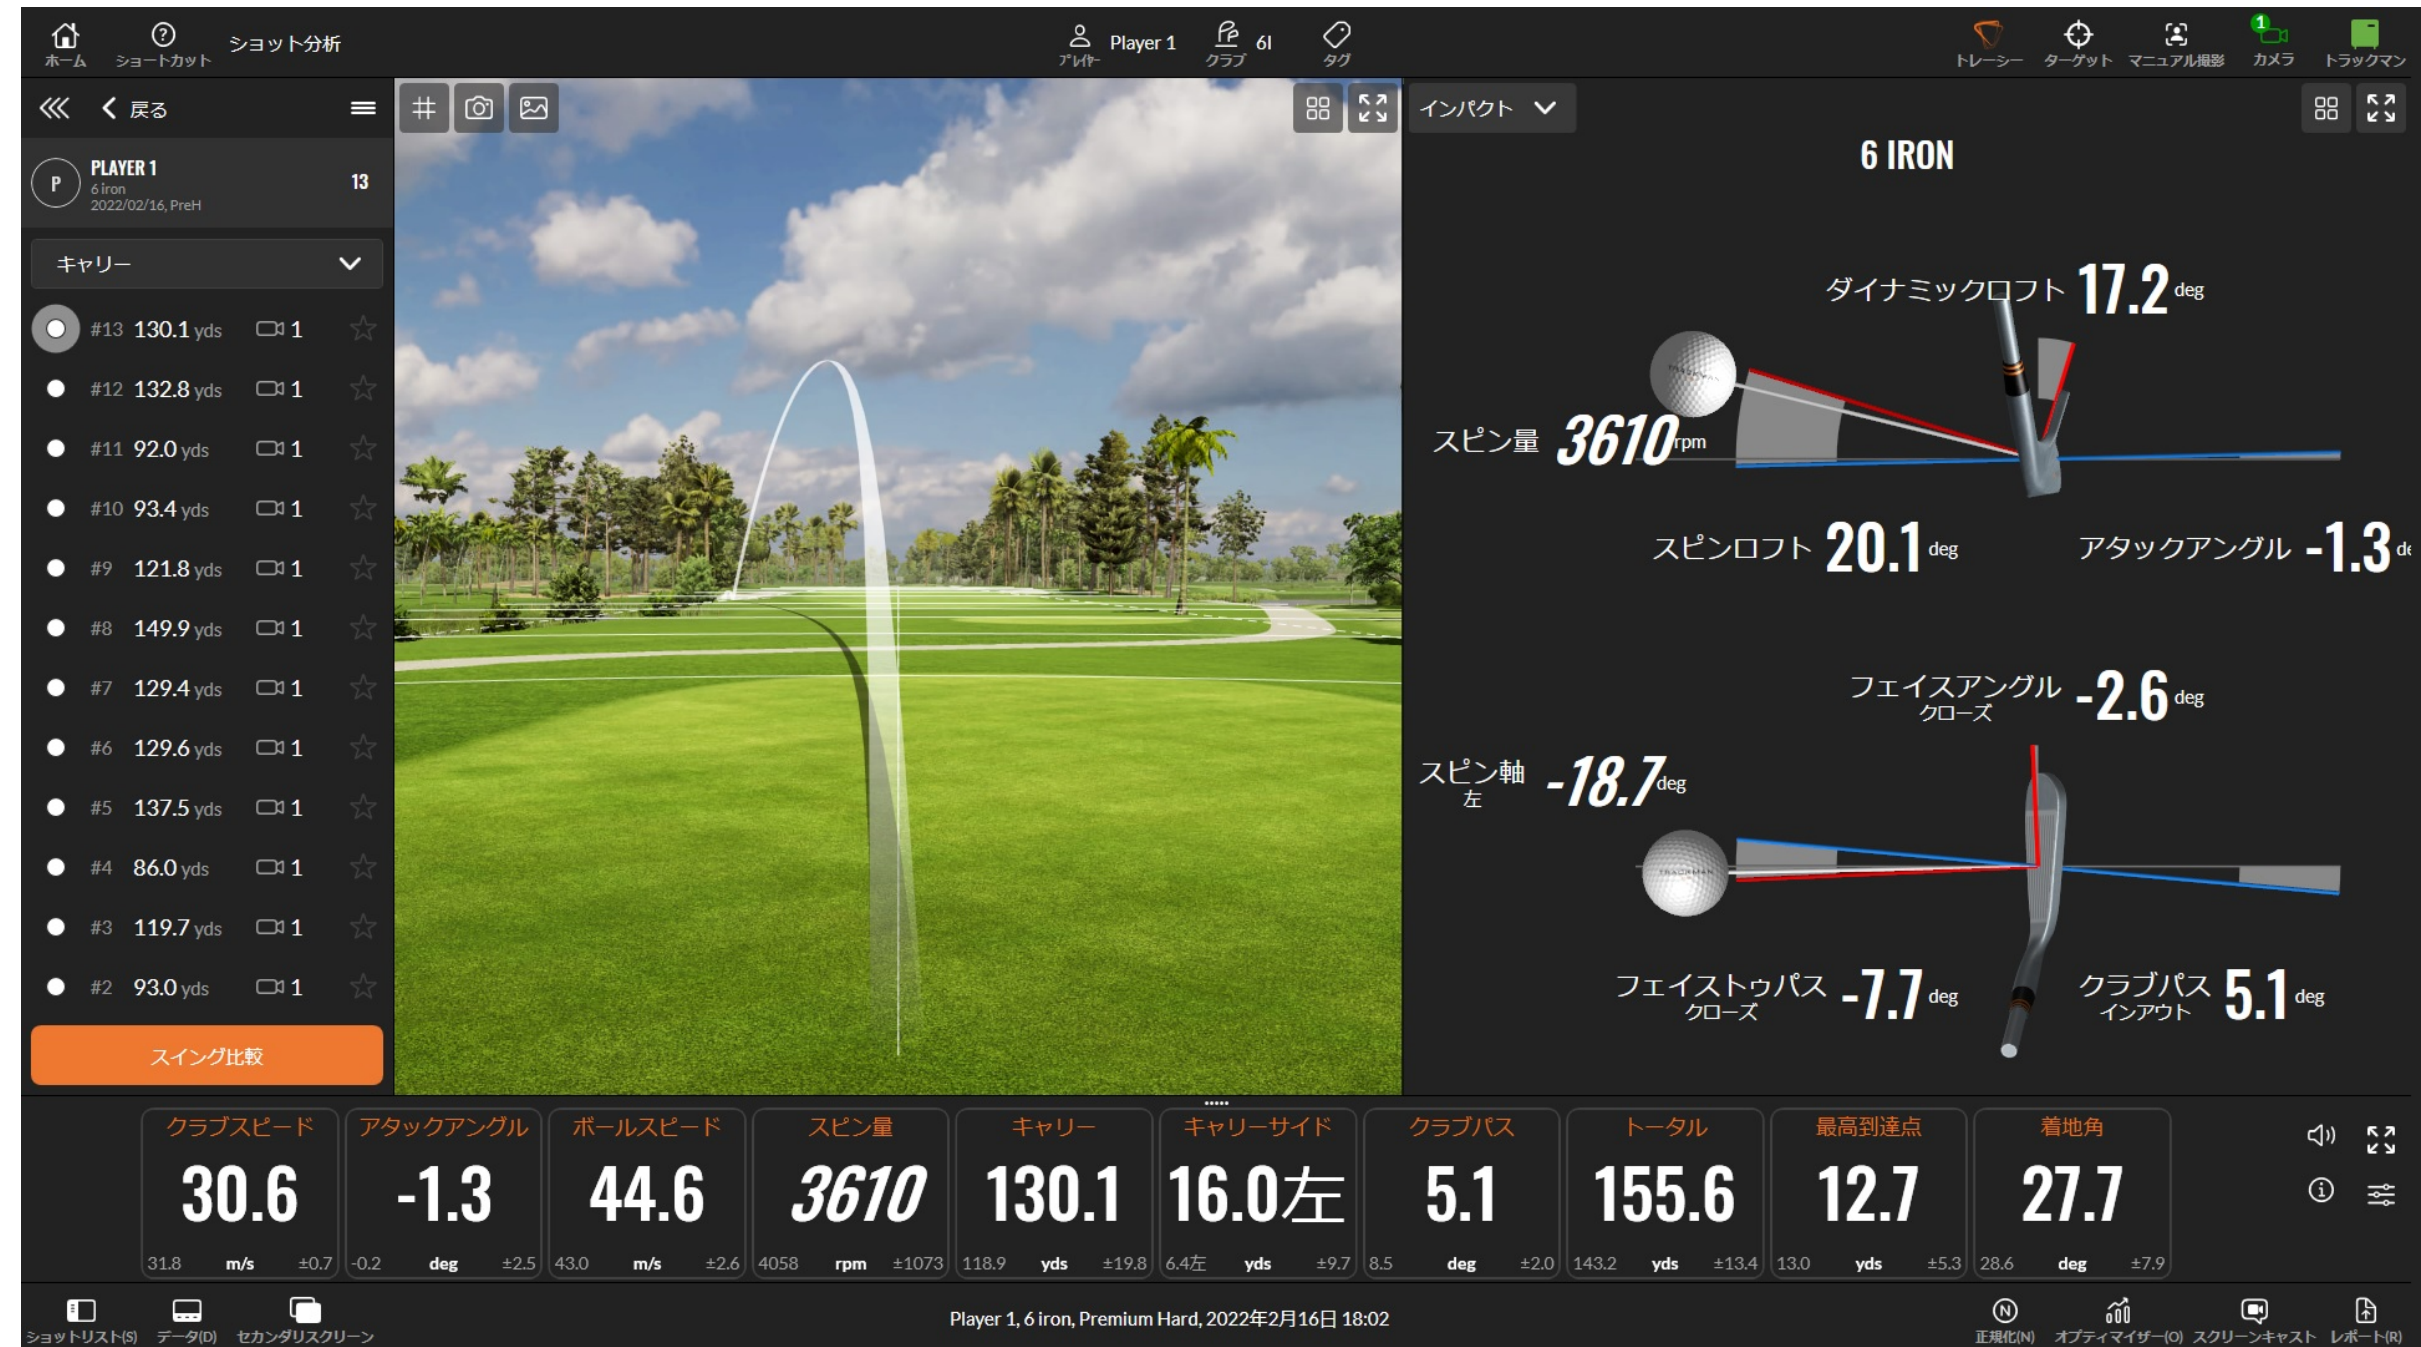 ホーム
ショートカット
ショット分析
Player 1
プレイヤー
6I
クラブ
タグ
トレーシー
ターゲット
マニュアル撮影
1
カメラ
トラックマン
戻る
P
PLAYER 1
6 iron
2022/02/16, PreH
13
キャリー
#13 130.1 yds 1
#12 132.8 yds 1
#11 92.0 yds 1
#10 93.4 yds 1
#9 121.8 yds 1
#8 149.9 yds 1
#7 129.4 yds 1
#6 129.6 yds 1
#5 137.5 yds 1
#4 86.0 yds 1
#3 119.7 yds 1
#2 93.0 yds 1
スイング比較
インパクト
6 IRON
ダイナミックロフト 17.2 deg
TRACKMAN
スピン量 3610 rpm
スピンロフト 20.1 deg
アタックアングル -1.3 de
フェイスアングル -2.6 deg
クローズ
スピン軸 -18.7 deg
左
TRACKMAN
フェイストゥパス -7.7 deg
クローズ
クラブパス 5.1 deg
インアウト
クラブスピード
30.6
31.8 m/s ±0.7
アタックアングル
-1.3
-0.2 deg ±2.5
ボールスピード
44.6
43.0 m/s ±2.6
スピン量
3610
4058 rpm ±1073
キャリー
130.1
118.9 yds ±19.8
キャリーサイド
16.0左
6.4左 yds ±9.7
クラブパス
5.1
8.5 deg ±2.0
トータル
155.6
143.2 yds ±13.4
最高到達点
12.7
13.0 yds ±5.3
着地角
27.7
28.6 deg ±7.9
ショットリスト(S)
データ(D)
セカンダリスクリーン
Player 1, 6 iron, Premium Hard, 2022年2月16日 18:02
N
正規化(N)
オプティマイザー(O)
スクリーンキャスト
レポート(R)